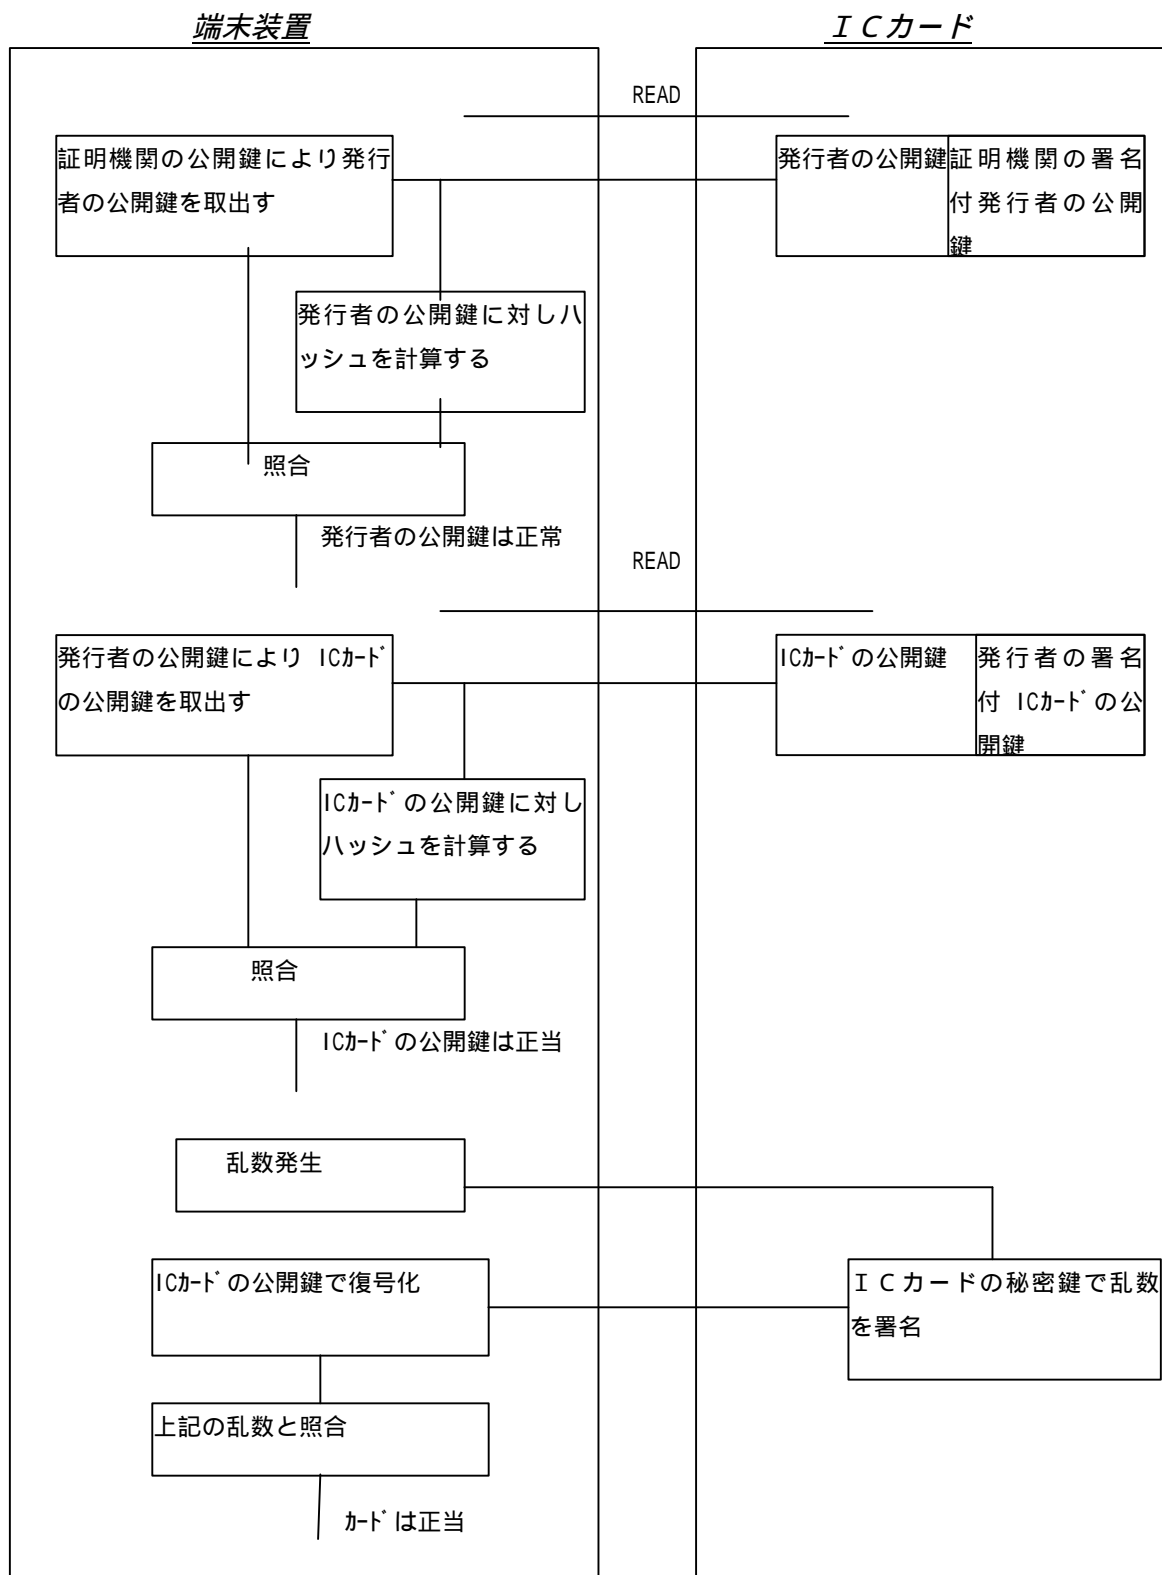 端末装置
ＩＣカード
READ
証明機関の公開鍵により発行
者の公開鍵を取出す
発行者の公開鍵
証明機関の署名
付発行者の公開
鍵
発行者の公開鍵に対しハ
ッシュを計算する
照合
発行者の公開鍵は正常
READ
発行者の公開鍵により ICｶｰﾄﾞ
の公開鍵を取出す
ICｶｰﾄﾞの公開鍵
発行者の署名
付 ICｶｰﾄﾞの公
開鍵
ICｶｰﾄﾞの公開鍵に対し
ハッシュを計算する
照合
ICｶｰﾄﾞの公開鍵は正当
乱数発生
ICｶｰﾄﾞの公開鍵で復号化
ＩＣカードの秘密鍵で乱数
を署名
上記の乱数と照合
ｶｰﾄﾞは正当